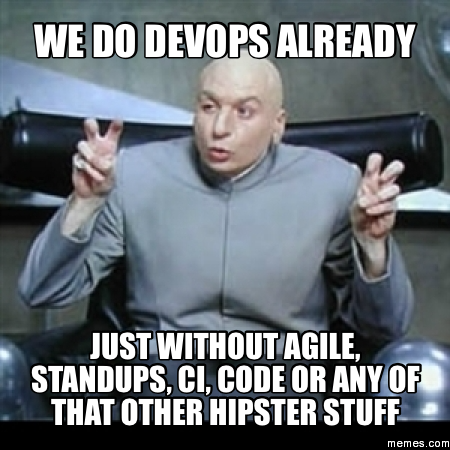 WE DO DEVOPS ALREADY
JUST WITHOUT AGILE,
STANDUPS, CI, CODE OR ANY OF
THAT OTHER HIPSTER STUFF
memes.com